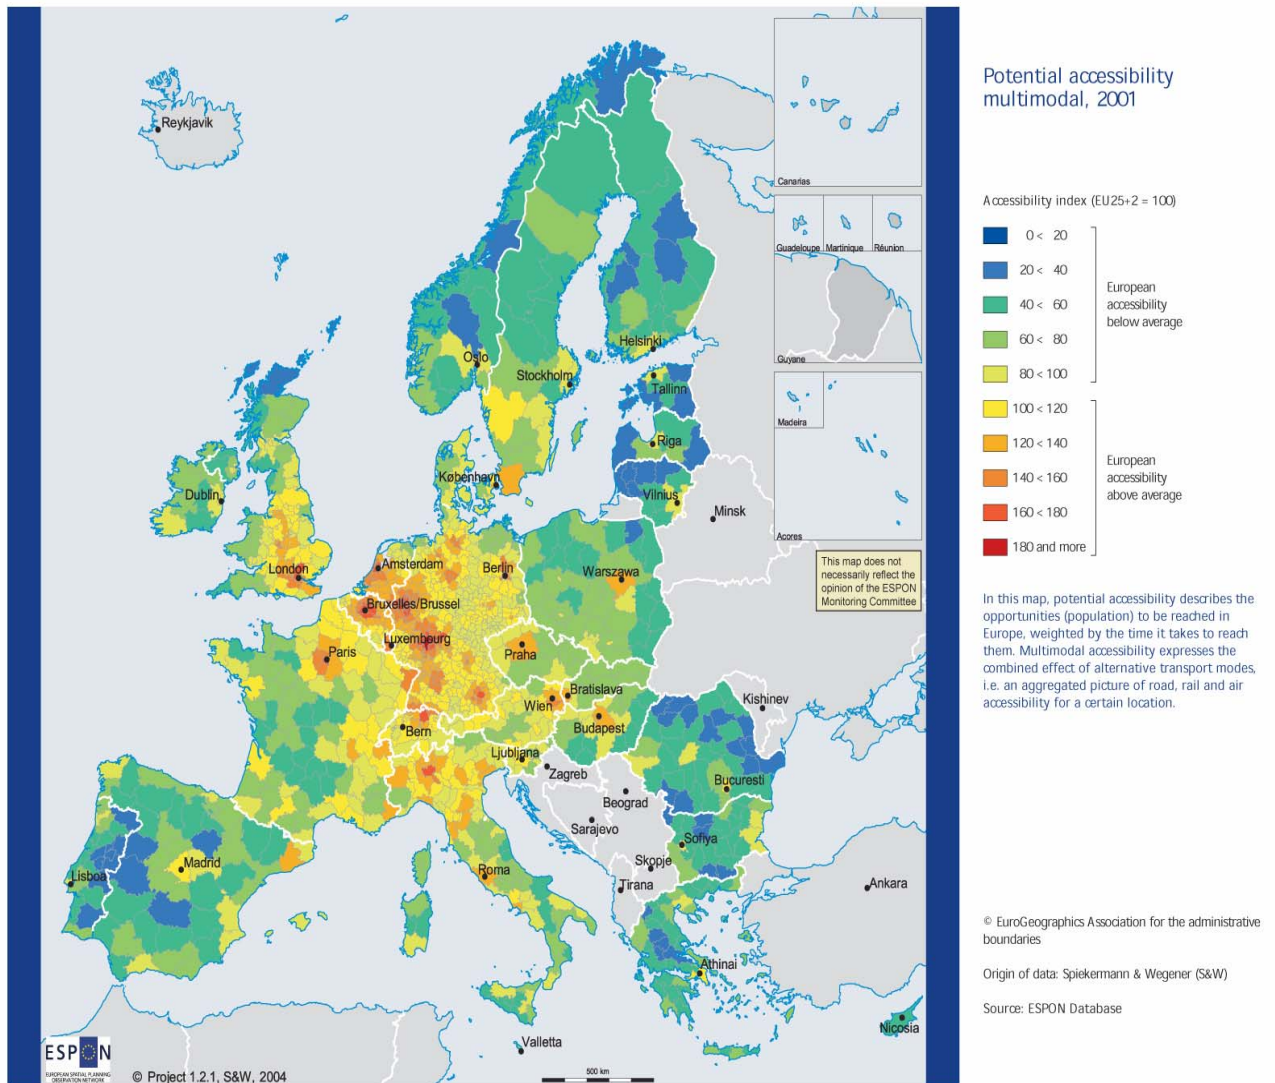 Potential accessibility
multimodal, 2001
Accessibility index (EU25+2 = 100)
0 < 20
20 < 40
40 < 60
60 < 80
80 < 100
European
accessibility
below average
100 < 120
120 < 140
140 < 160
160 < 180
180 and more
European
accessibility
above average
In this map, potential accessibility describes the
opportunities (population) to be reached in
Europe, weighted by the time it takes to reach
them. Multimodal accessibility expresses the
combined effect of alternative transport modes,
i.e. an aggregated picture of road, rail and air
accessibility for a certain location.
© EuroGeographics Association for the administrative
boundaries
Origin of data: Spiekermann & Wegener (S&W)
Source: ESPON Database
Reykjavik
Canarias
Guadeloupe
Martinique
Réunion
Guyane
Madeira
Acores
This map does not
necessarily reflect the
opinion of the ESPON
Monitoring Committee
Oslo
Helsinki
Stockholm
Tallinn
Riga
København
Dublin
Vilnius
Minsk
London
Amsterdam
Berlin
Warszawa
Bruxelles/Brussel
Luxembourg
Paris
Praha
Wien
Bratislava
Kishinev
Bern
Budapest
Ljubljana
Zagreb
Bucuresti
Beograd
Sarajevo
Sofiya
Madrid
Lisboa
Roma
Skopje
Tirana
Ankara
Athinai
Nicosia
Valletta
500 km
ESPON
EUROPEAN SPATIAL PLANNING
OBSERVATION NETWORK
© Project 1.2.1, S&W, 2004